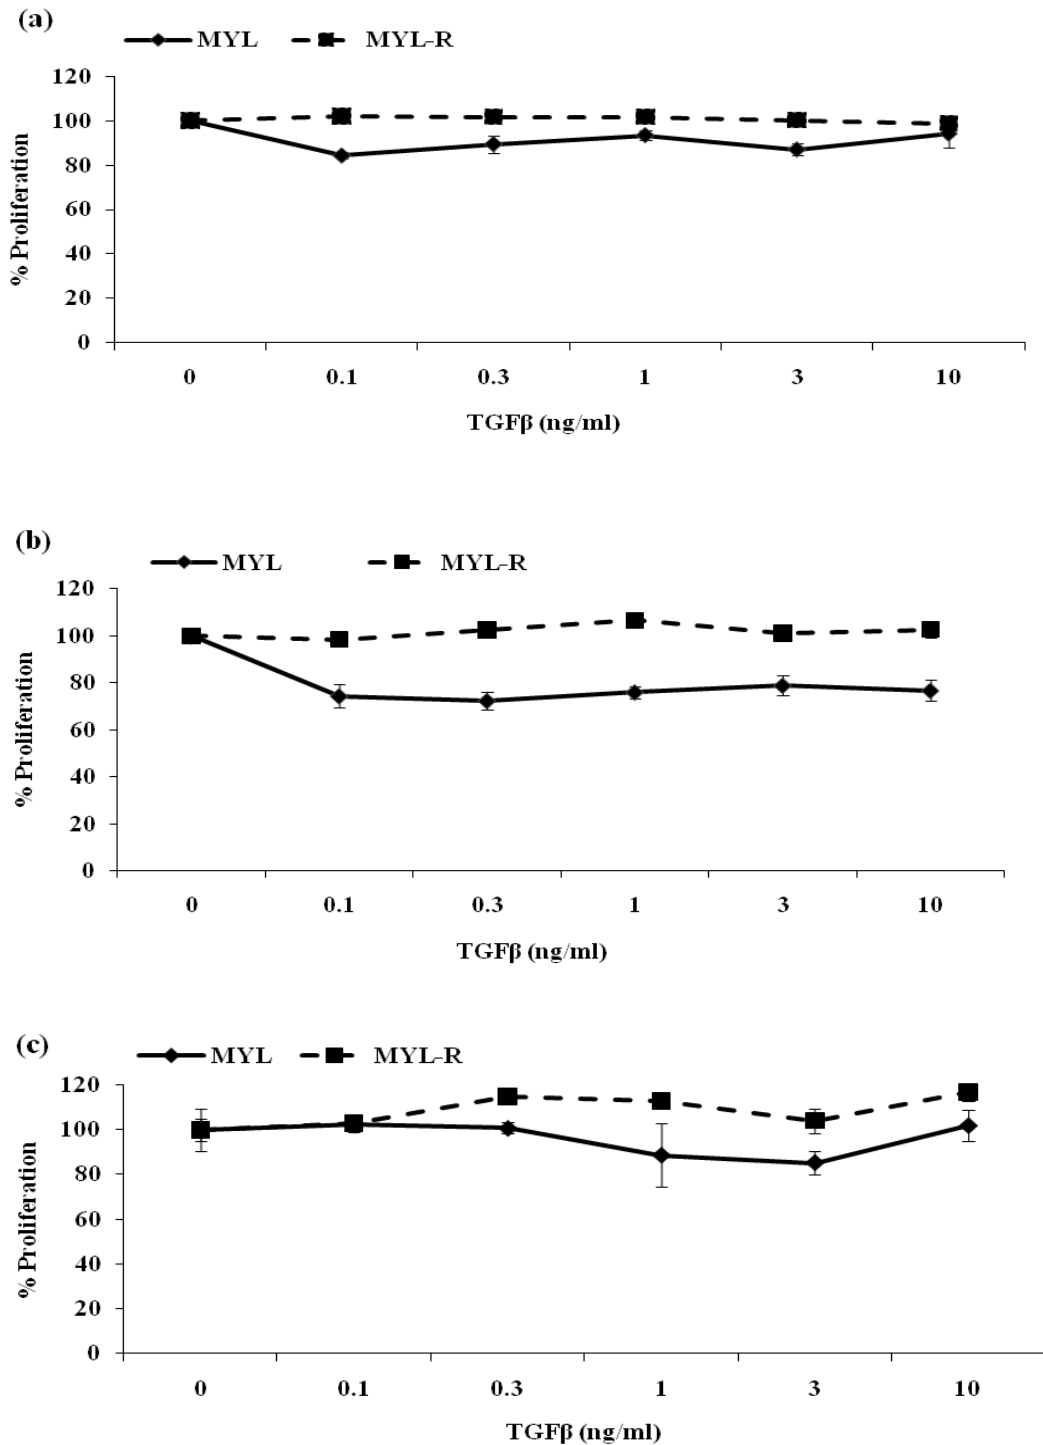 (a)
MYL MYL-R
120
100
80
60
40
20
0
% Proliferation
0 0.1 0.3 1 3 10
TGFβ (ng/ml)
(b)
MYL MYL-R
120
100
80
60
40
20
0
% Proliferation
0 0.1 0.3 1 3 10
TGFβ (ng/ml)
(c)
MYL MYL-R
120
100
80
60
40
20
0
% Proliferation
0 0.1 0.3 1 3 10
TGFβ (ng/ml)